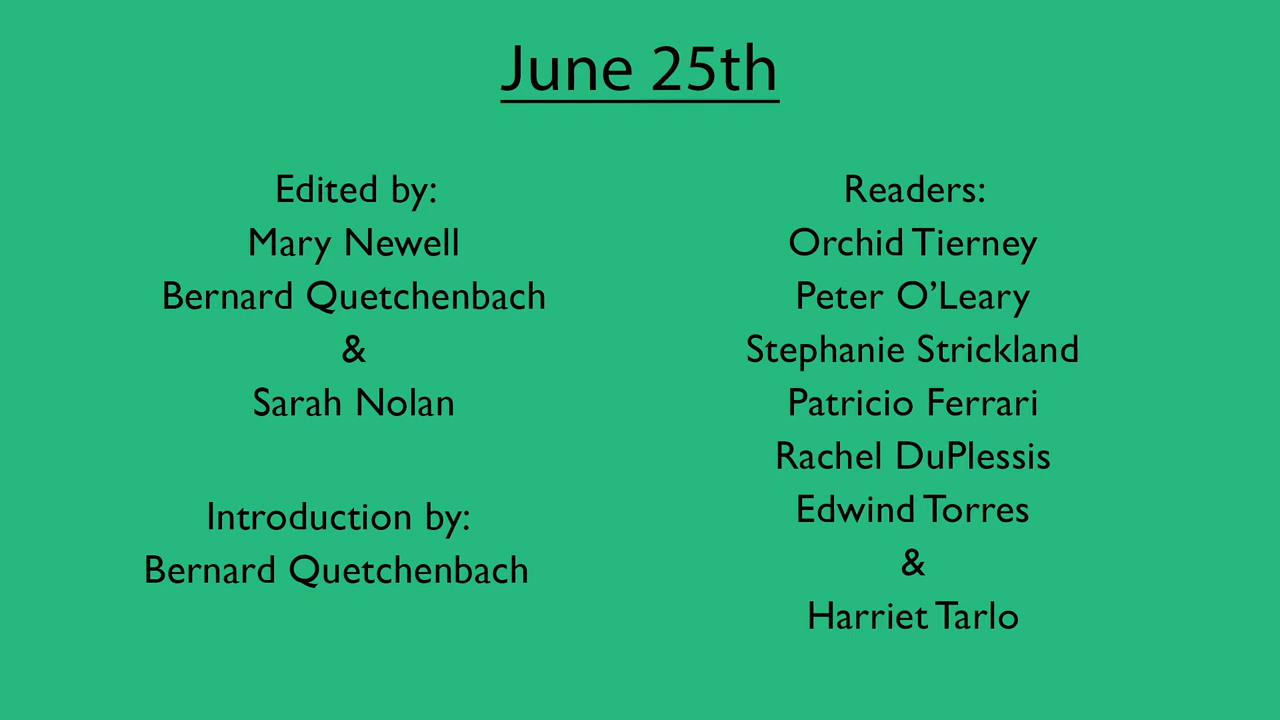 June 25th
Edited by:
Mary Newell
Bernard Quetchenbach
&
Sarah Nolan
Introduction by:
Bernard Quetchenbach
Readers:
Orchid Tierney
Peter O’Leary
Stephanie Strickland
Patricio Ferrari
Rachel DuPlessis
Edwind Torres
&
Harriet Tarlo